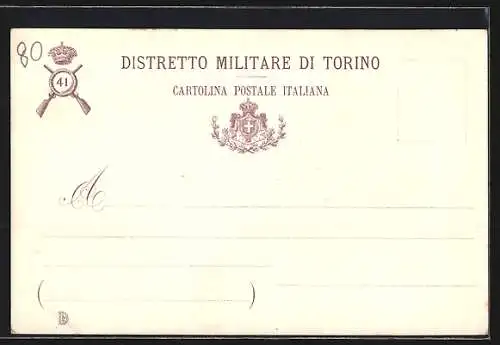 80
41
DISTRETTO MILITARE DI TORINO
CARTOLINA POSTALE ITALIANA
A